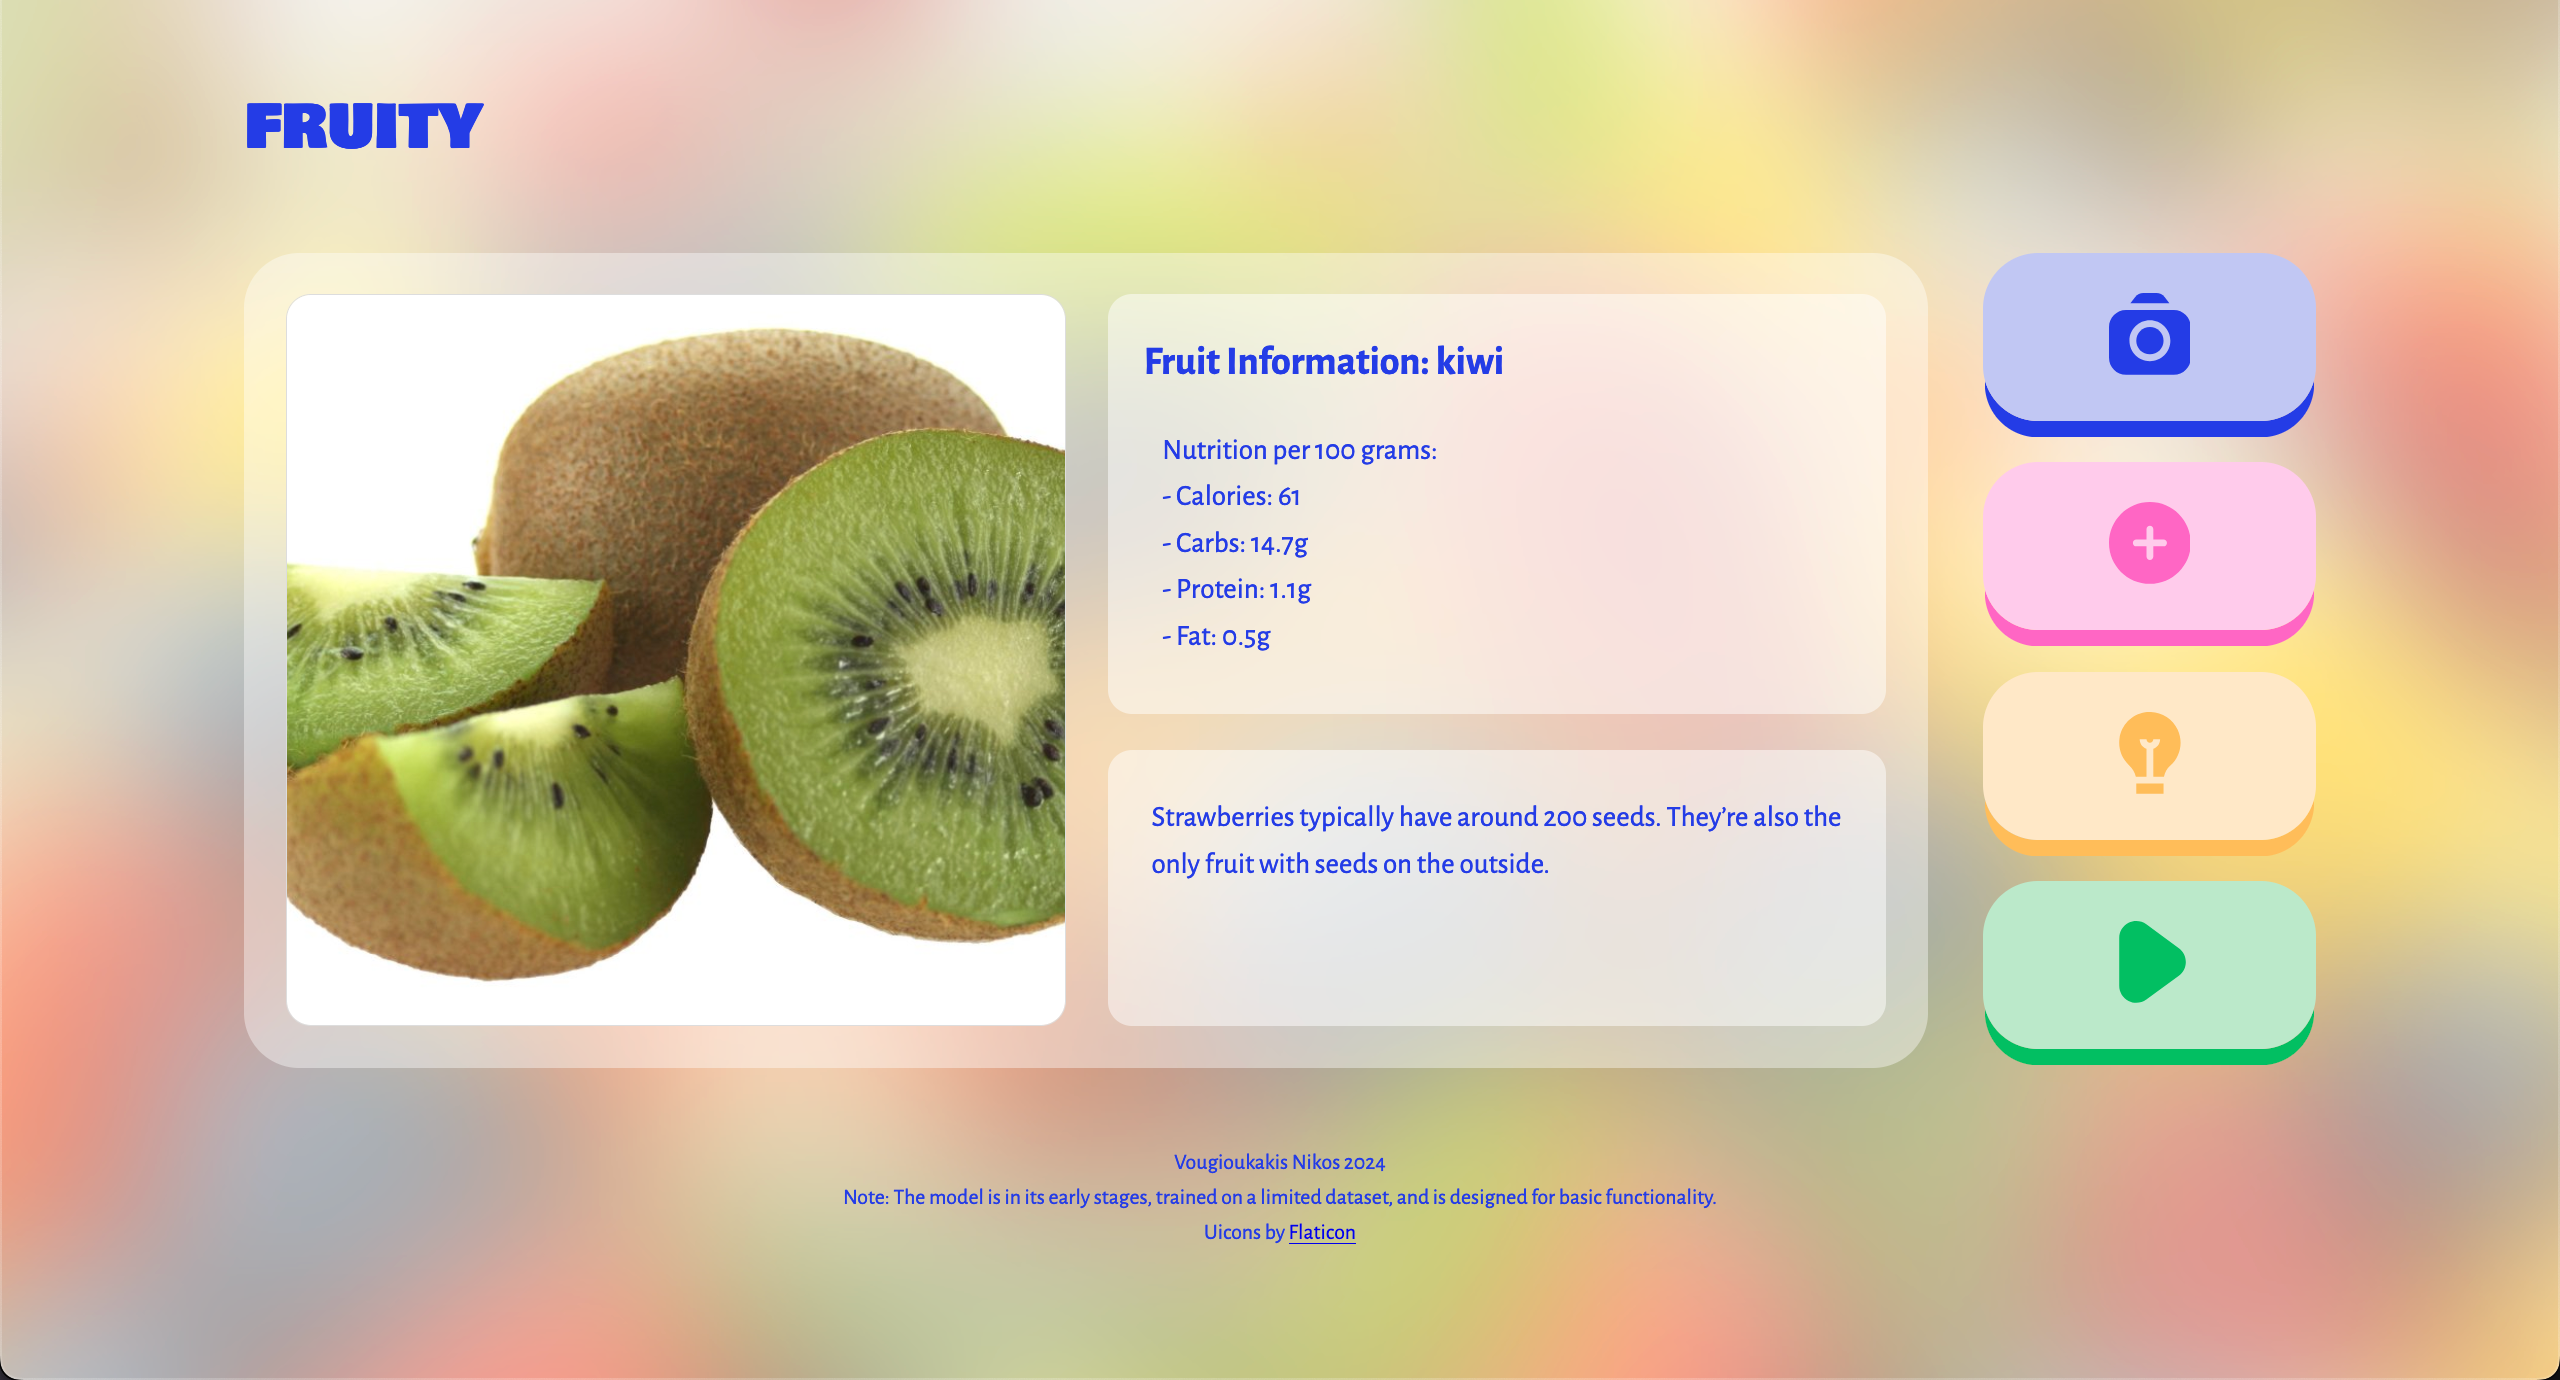 FRUITY
Fruit Information: kiwi
Nutrition per 100 grams:
- Calories: 61
- Carbs: 14.7g
- Protein: 1.1g
- Fat: 0.5g
Strawberries typically have around 200 seeds. They’re also the
only fruit with seeds on the outside.
Vougioukakis Nikos 2024
Note: The model is in its early stages, trained on a limited dataset, and is designed for basic functionality.
Uicons by Flaticon